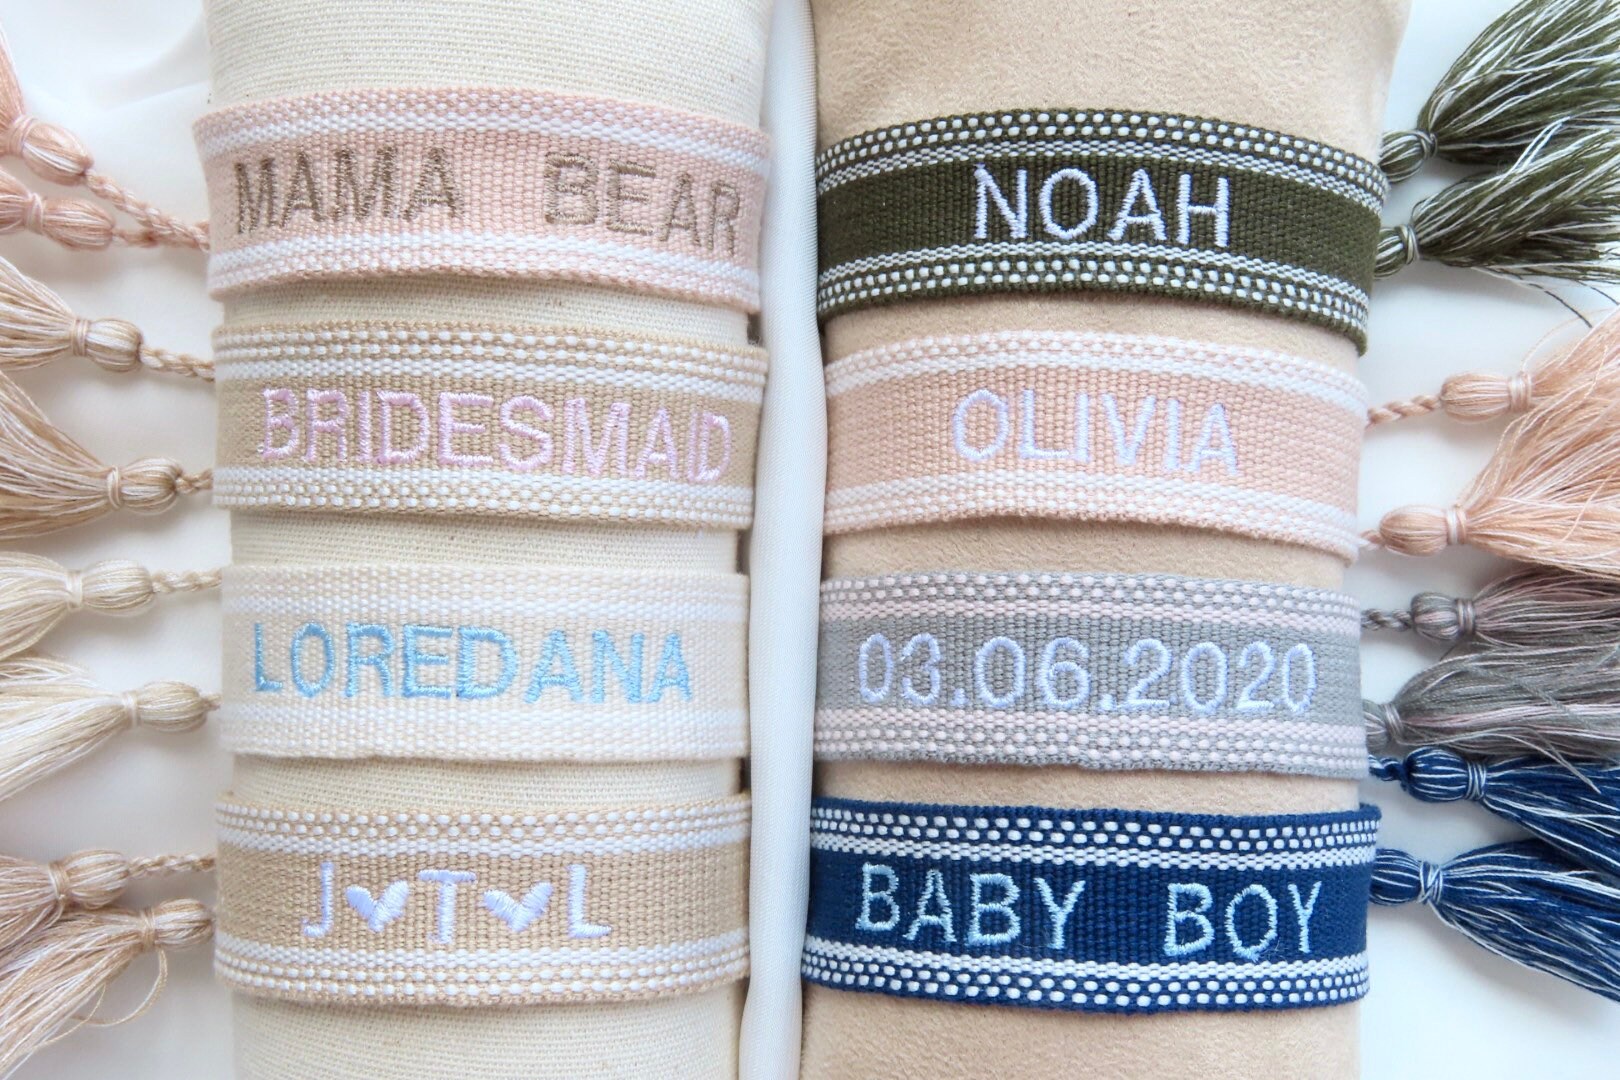 MAMA BEAR
BRIDESMAID
LOREDANA
J♥T♥L
NOAH
OLIVIA
03.06.2020
BABY BOY